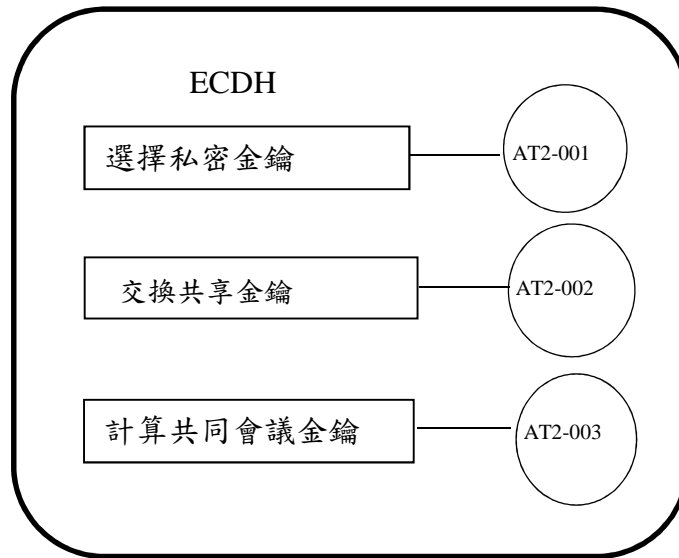 ECDH
選擇私密金鑰
AT2-001
交換共享金鑰
AT2-002
計算共同會議金鑰
AT2-003